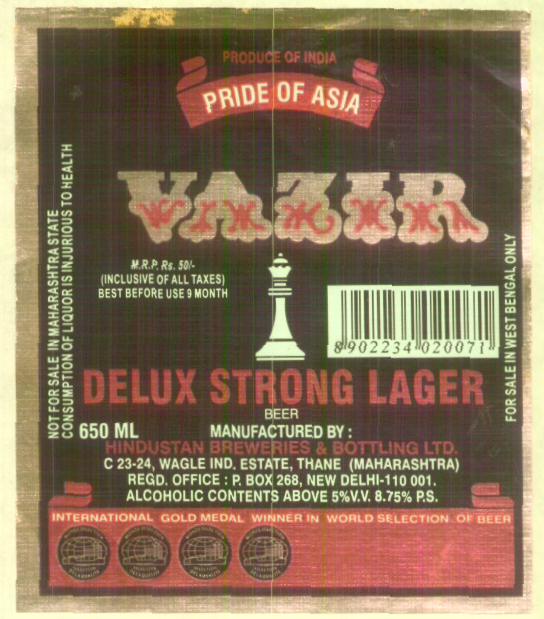 PRODUCE OF INDIA
PRIDE OF ASIA
VAZIR
M.R.P. Rs. 50/-
(INCLUSIVE OF ALL TAXES)
BEST BEFORE USE 9 MONTH
8 902234 020071
DELUX STRONG LAGER
BEER
650 ML
MANUFACTURED BY :
HINDUSTAN BREWERIES & BOTTLING LTD.
C 23-24, WAGLE IND. ESTATE, THANE (MAHARASHTRA)
REGD. OFFICE : P. BOX 268, NEW DELHI-110 001.
ALCOHOLIC CONTENTS ABOVE 5%V.V. 8.75% P.S.
INTERNATIONAL GOLD MEDAL WINNER IN WORLD SELECTION OF BEER
NOT FOR SALE IN MAHARASHTRA STATE
CONSUMPTION OF LIQUOR IS INJURIOUS TO HEALTH
FOR SALE IN WEST BENGAL ONLY